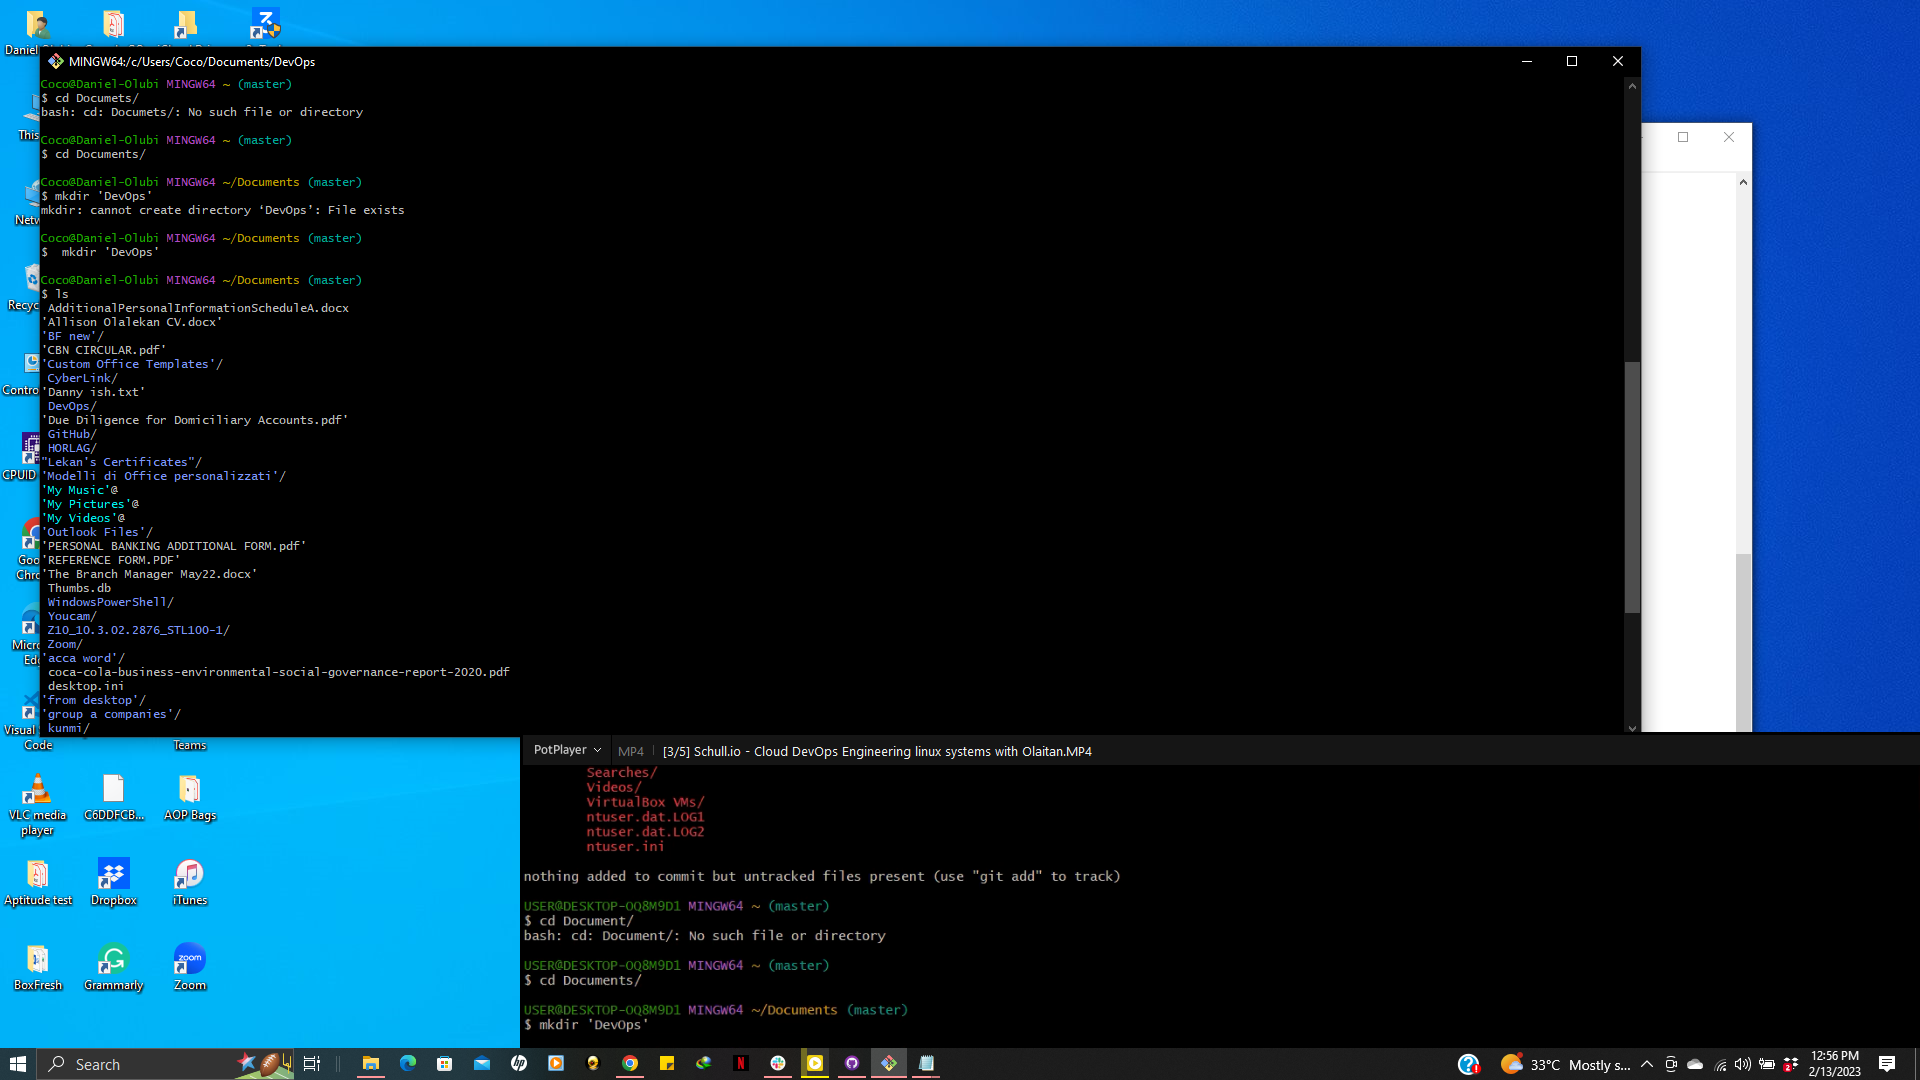 MINGW64:/c/Users/Coco/Documents/DevOps
Coco@Daniel-Olubi MINGW64 ~ (master)
$ cd Documets/
bash: cd: Documets/: No such file or directory
Coco@Daniel-Olubi MINGW64 ~ (master)
$ cd Documents/
Coco@Daniel-Olubi MINGW64 ~/Documents (master)
$ mkdir 'DevOps'
mkdir: cannot create directory ‘DevOps’: File exists
Coco@Daniel-Olubi MINGW64 ~/Documents (master)
$  mkdir 'DevOps'
Coco@Daniel-Olubi MINGW64 ~/Documents (master)
$ ls
AdditionalPersonalInformationScheduleA.docx
'Allison Olalekan CV.docx'
'BF new'/
'CBN CIRCULAR.pdf'
'Custom Office Templates'/
CyberLink/
'Danny ish.txt'
DevOps/
'Due Diligence for Domiciliary Accounts.pdf'
GitHub/
HORLAG/
"Lekan's Certificates"/
'Modelli di Office personalizzati'/
'My Music'@
'My Pictures'@
'My Videos'@
'Outlook Files'/
'PERSONAL BANKING ADDITIONAL FORM.pdf'
'REFERENCE FORM.PDF'
'The Branch Manager May22.docx'
Thumbs.db
WindowsPowerShell/
Youcam/
Z10_10.3.02.2876_STL100-1/
Zoom/
'acca word'/
coca-cola-business-environmental-social-governance-report-2020.pdf
desktop.ini
'from desktop'/
'group a companies'/
kunmi/
PotPlayer MP4 [3/5] Schull.io - Cloud DevOps Engineering linux systems with Olaitan.MP4
Searches/
Videos/
VirtualBox VMs/
ntuser.dat.LOG1
ntuser.dat.LOG2
ntuser.ini
nothing added to commit but untracked files present (use "git add" to track)
USER@DESKTOP-OQ8M9D1 MINGW64 ~ (master)
$ cd Document/
bash: cd: Document/: No such file or directory
USER@DESKTOP-OQ8M9D1 MINGW64 ~ (master)
$ cd Documents/
USER@DESKTOP-OQ8M9D1 MINGW64 ~/Documents (master)
$ mkdir 'DevOps'
This
Netw
Recyc
Contro
CPUID
Goo
Chro
Micro
Ed
Visual
Code
Teams
VLC media
player
C6DDFCB...
AOP Bags
Aptitude test
Dropbox
iTunes
BoxFresh
Grammarly
zoom
Zoom
Search
33°C Mostly s...
12:56 PM
2/13/2023